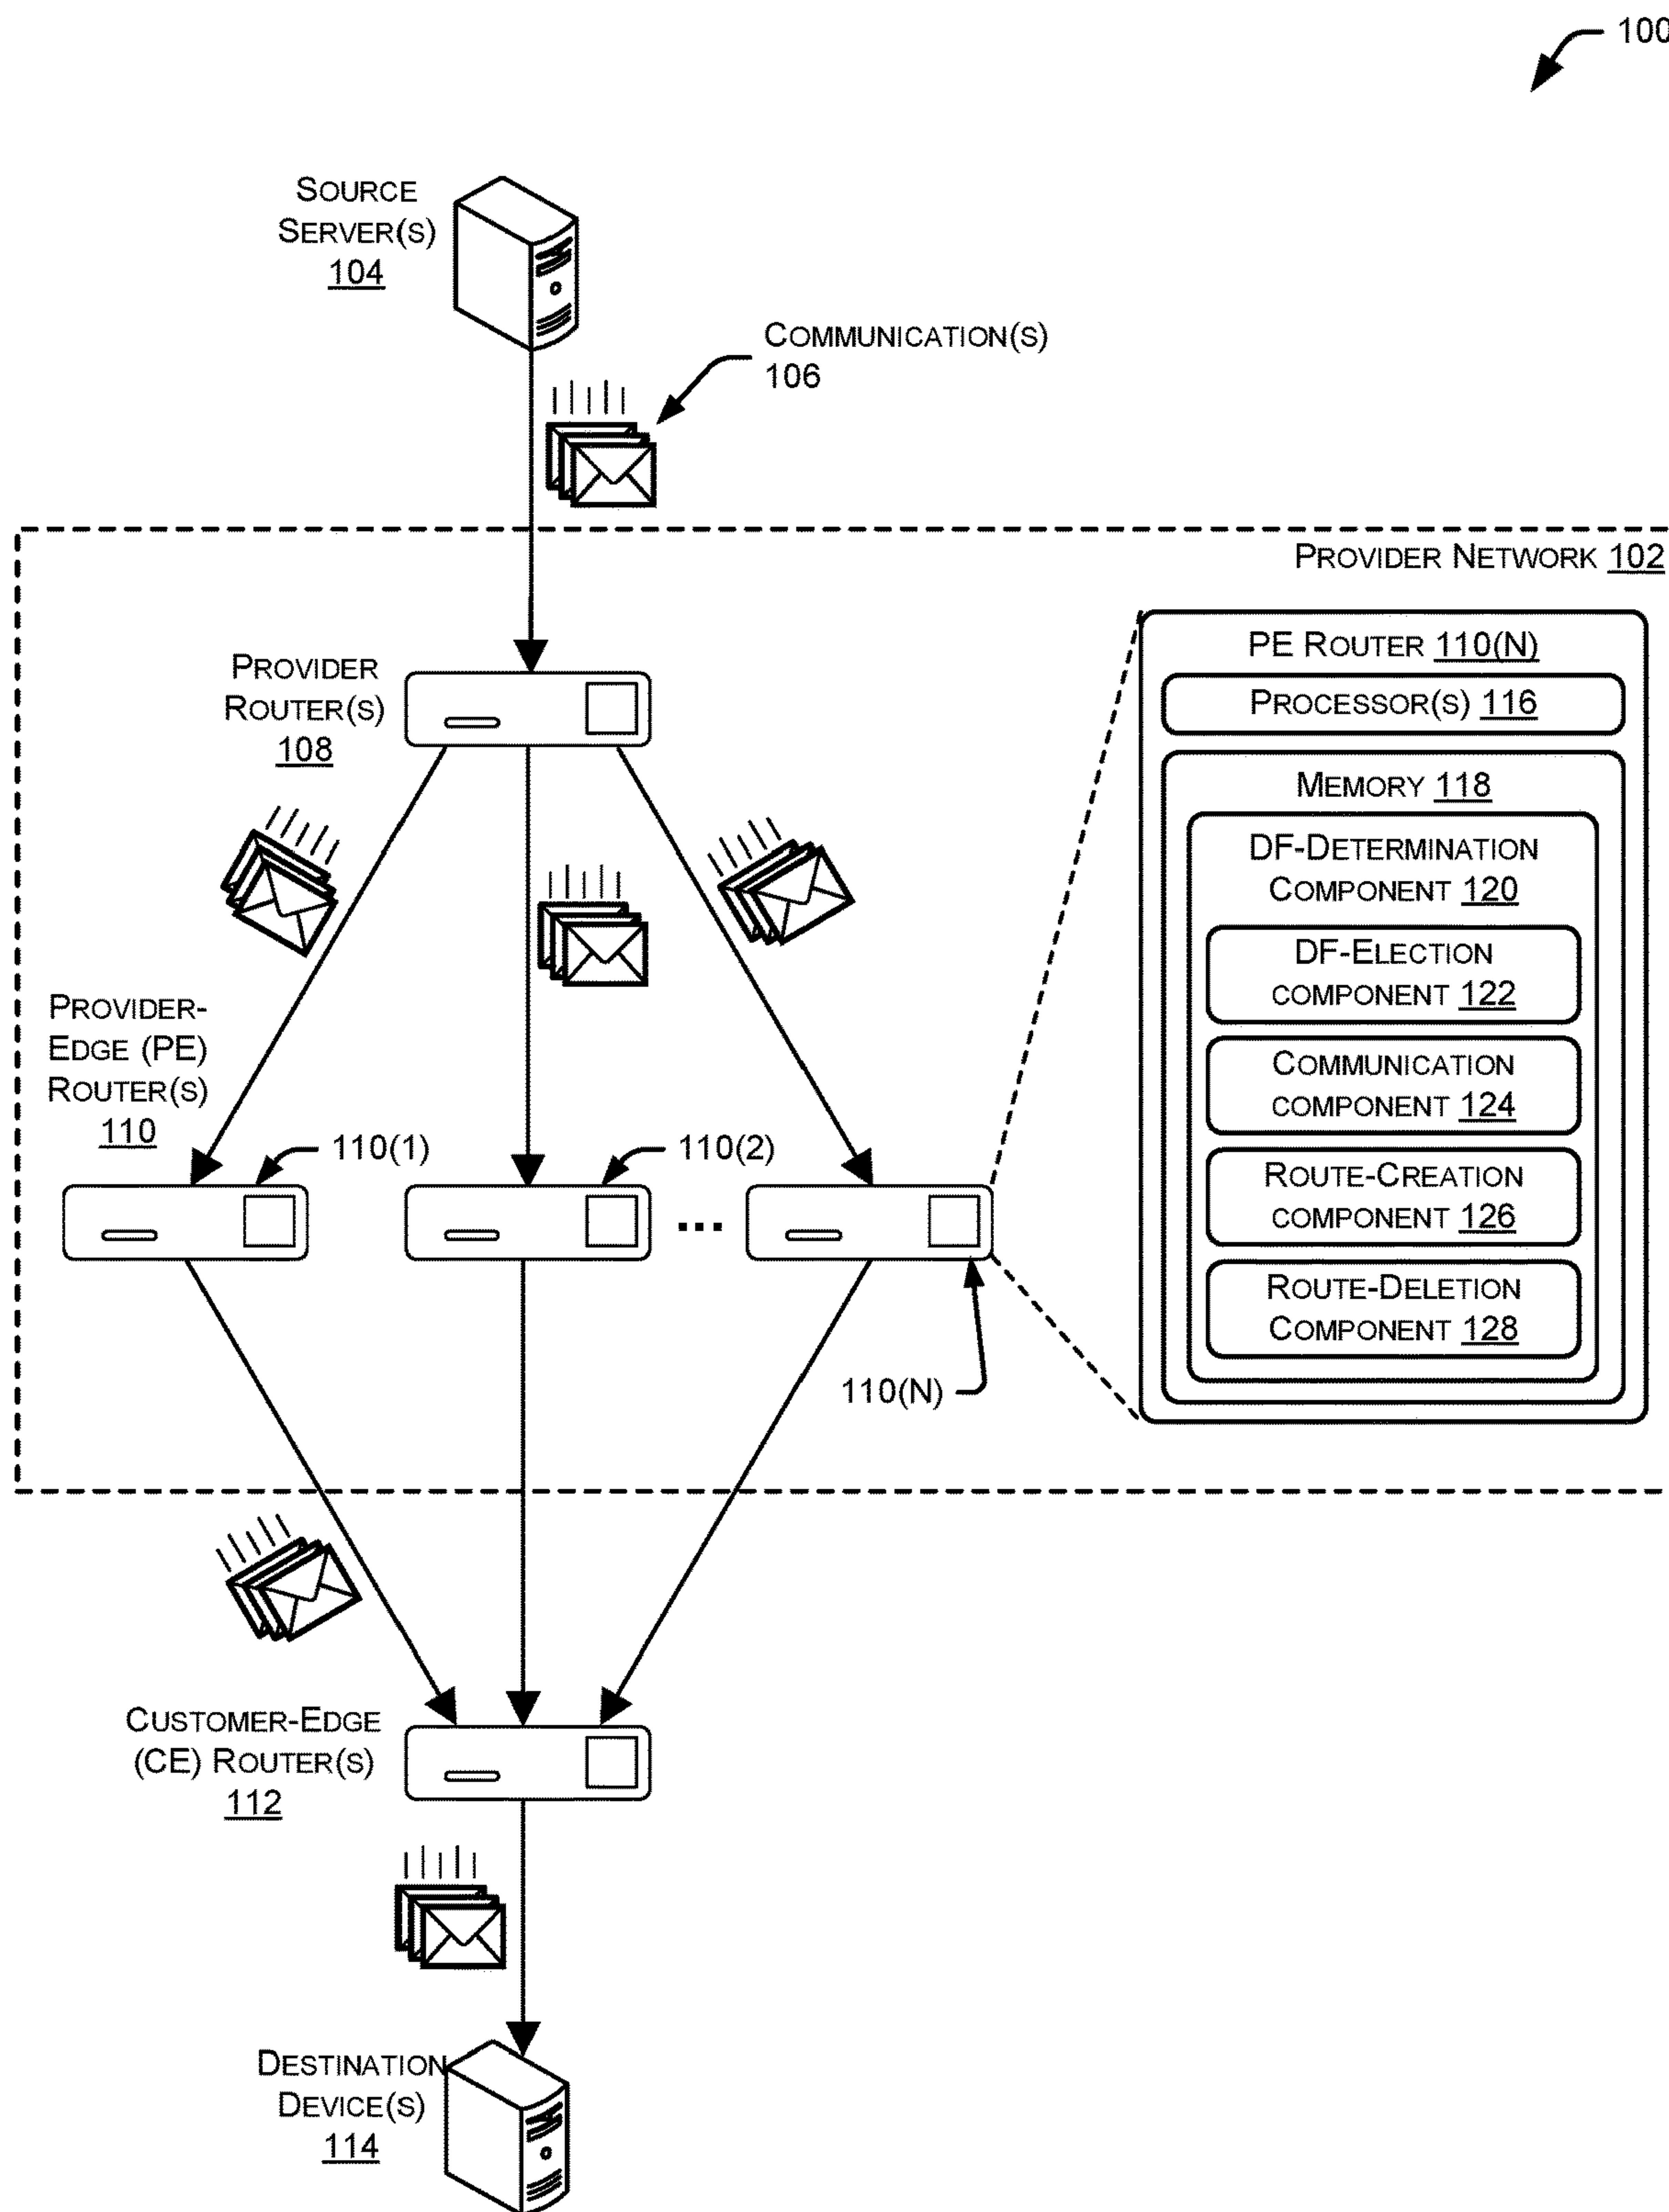 100
SOURCE
SERVER(S)
104
COMMUNICATION(S)
106
PROVIDER NETWORK 102
PROVIDER
ROUTER(S)
108
PE ROUTER 110(N)
PROCESSOR(S) 116
MEMORY 118
DF-DETERMINATION
COMPONENT 120
DF-ELECTION
COMPONENT 122
COMMUNICATION
COMPONENT 124
ROUTE-CREATION
COMPONENT 126
ROUTE-DELETION
COMPONENT 128
PROVIDER-
EDGE (PE)
ROUTER(S)
110
110(1)
110(2)
...
110(N)
CUSTOMER-EDGE
(CE) ROUTER(S)
112
DESTINATION
DEVICE(S)
114